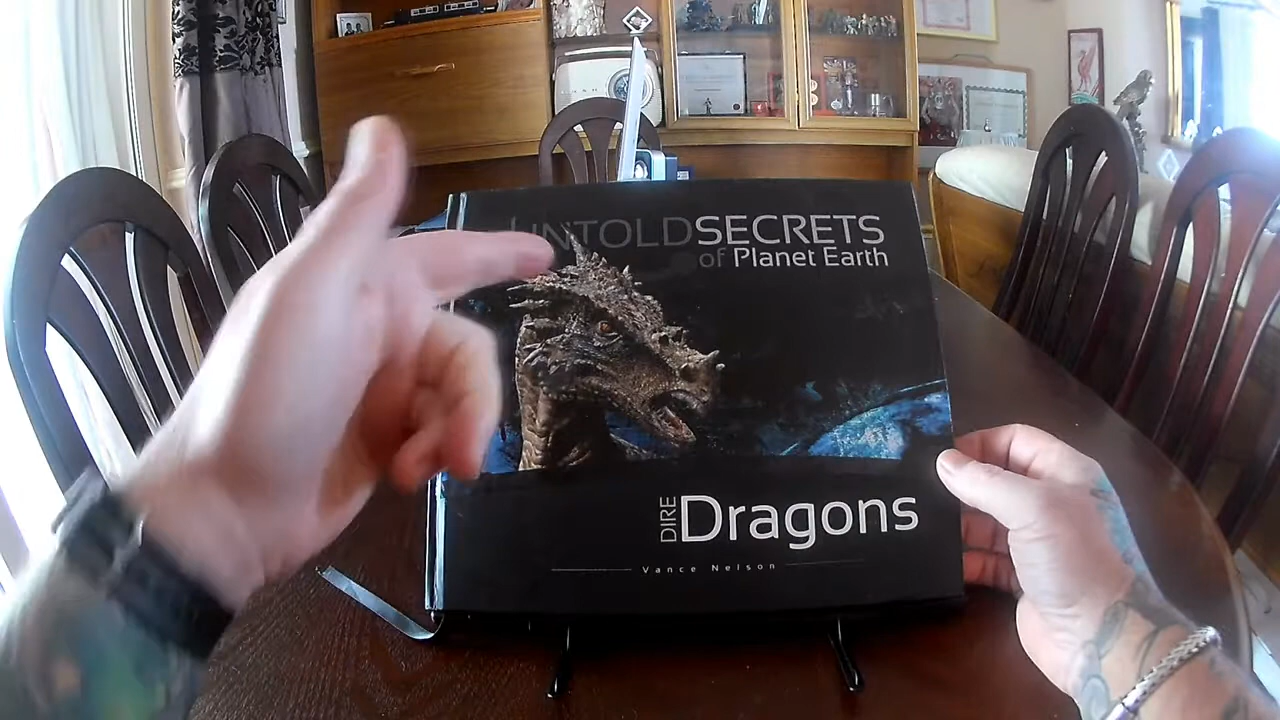 UNTOLDSECRETS
of Planet Earth
DIRE
Dragons
Vance Nelson